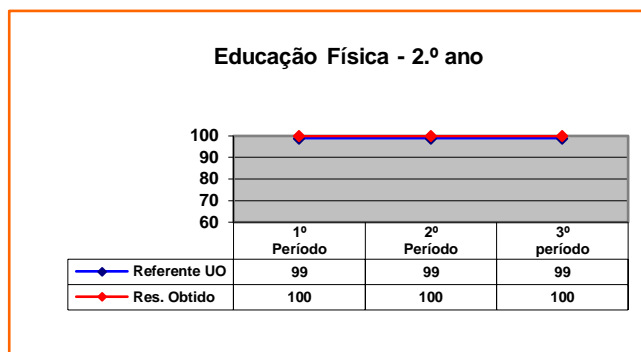 Educação Física - 2.º ano
100
90
80
70
60
1º Período 2º Período 3º período
Referente UO 99 99 99
Res. Obtido 100 100 100